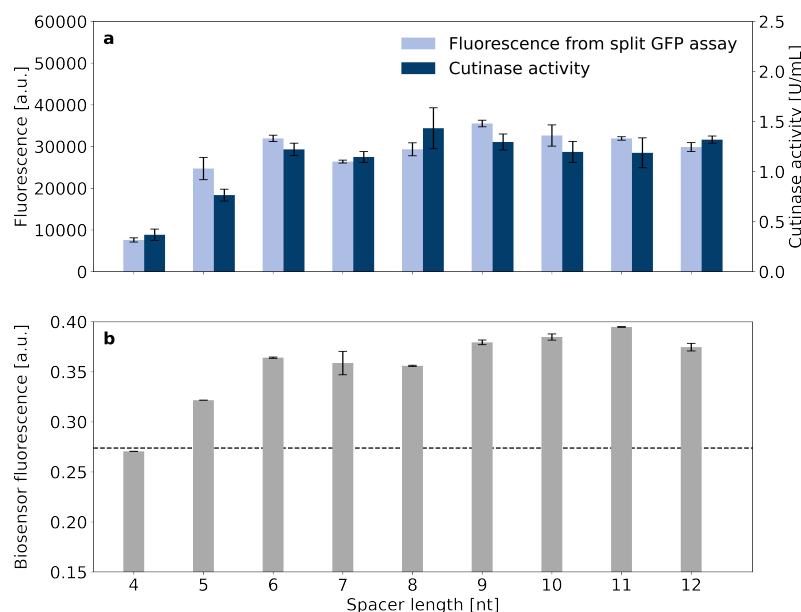 a
Fluorescence from split GFP assay
Cutinase activity
Fluorescence [a.u.]
60000
50000
40000
30000
20000
10000
0
Cutinase activity [U/mL]
2.5
2.0
1.5
1.0
0.5
0.0
b
Biosensor fluorescence [a.u.]
0.40
0.35
0.30
0.25
0.20
0.15
4 5 6 7 8 9 10 11 12
Spacer length [nt]